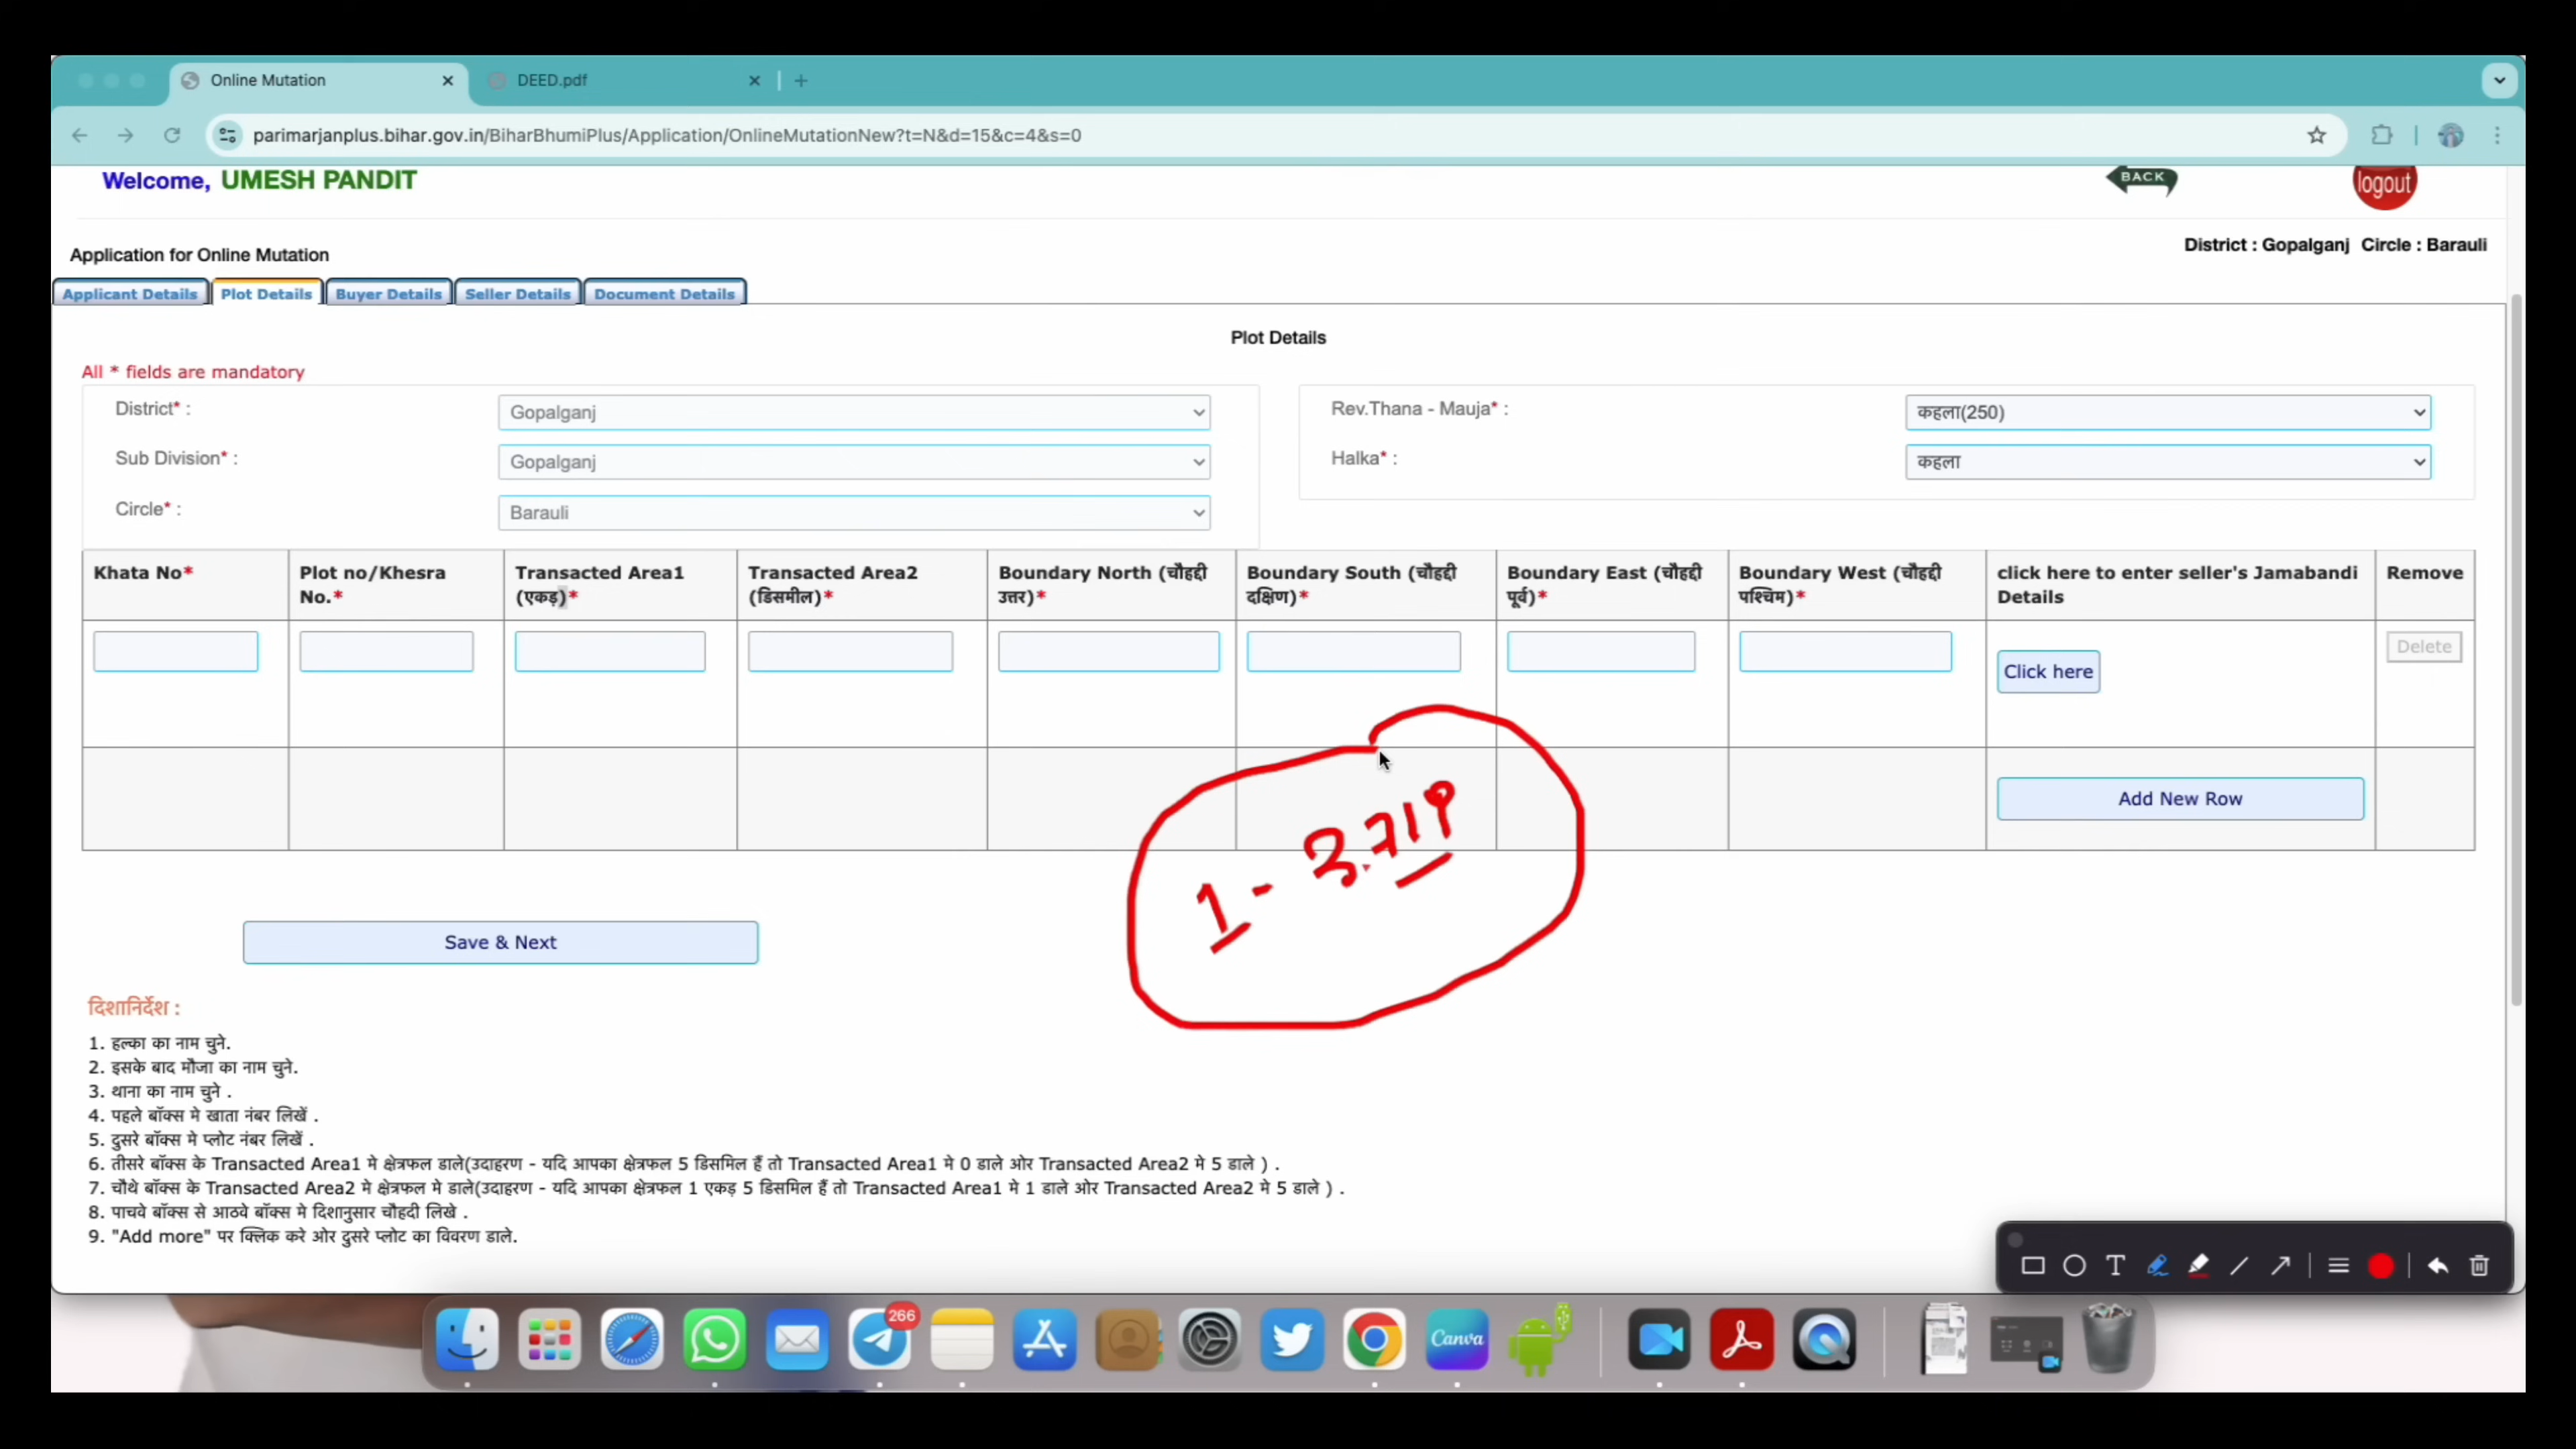 Online Mutation
DEED.pdf
parimarjanplus.bihar.gov.in/BiharBhumiPlus/Application/OnlineMutationNew?t=N&d=15&c=4&s=0
Welcome, UMESH PANDIT
BACK
logout
Application for Online Mutation
District : Gopalganj Circle : Barauli
Applicant Details Plot Details Buyer Details Seller Details Document Details
Plot Details
All * fields are mandatory
District* : Gopalganj
Rev.Thana - Mauja* : कहला(250)
Sub Division* : Gopalganj
Halka* : कहला
Circle* : Barauli
Khata No*
Plot no/Khesra No.*
Transacted Area1 (एकड़)*
Transacted Area2 (डिसमील)*
Boundary North (चौहद्दी उत्तर)*
Boundary South (चौहद्दी दक्षिण)*
Boundary East (चौहद्दी पूर्व)*
Boundary West (चौहद्दी पश्चिम)*
click here to enter seller's Jamabandi Details
Remove
Click here
Delete
Add New Row
1 - 3.719
Save & Next
दिशानिर्देश :
1. हल्का का नाम चुने.
2. इसके बाद मौजा का नाम चुने.
3. थाना का नाम चुने .
4. पहले बॉक्स मे खाता नंबर लिखें .
5. दुसरे बॉक्स मे प्लोट नंबर लिखें .
6. तीसरे बॉक्स के Transacted Area1 मे क्षेत्रफल डाले(उदाहरण - यदि आपका क्षेत्रफल 5 डिसमिल हैं तो Transacted Area1 मे 0 डाले ओर Transacted Area2 मे 5 डाले ) .
7. चौथे बॉक्स के Transacted Area2 मे क्षेत्रफल मे डाले(उदाहरण - यदि आपका क्षेत्रफल 1 एकड़ 5 डिसमिल हैं तो Transacted Area1 मे 1 डाले ओर Transacted Area2 मे 5 डाले ) .
8. पाचवे बॉक्स से आठवे बॉक्स मे दिशानुसार चौहदी लिखे .
9. "Add more" पर क्लिक करे ओर दुसरे प्लोट का विवरण डाले.
T
266
Canva